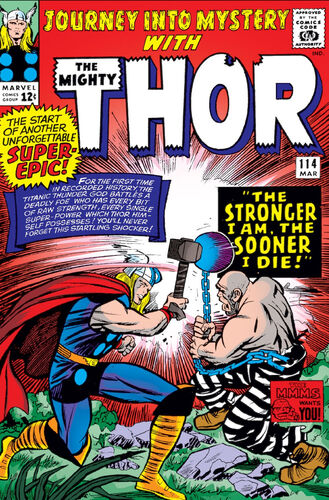 JOURNEY INTO MYSTERY
WITH
THE MIGHTY
THOR
APPROVED
BY THE
COMICS
CODE
AUTHORITY
IND.
MARVEL
COMICS
GROUP
12¢
114
MAR
THE START
OF ANOTHER
UNFORGETTABLE
SUPER-
EPIC!
FOR THE FIRST TIME
IN RECORDED HISTORY, THE
TITANIC THUNDER GOD BATTLES A
DEADLY FOE WHO HAS EVERY BIT
OF RAW STRENGTH, EVERY SINGLE
SUPER-POWER WHICH THOR HIM-
SELF POSSESSES! YOU'LL NEVER
FORGET THIS STARTLING SHOCKER!
"THE
STRONGER
I AM, THE
SOONER
I DIE!"
THE
MMMS
WANTS
YOU!